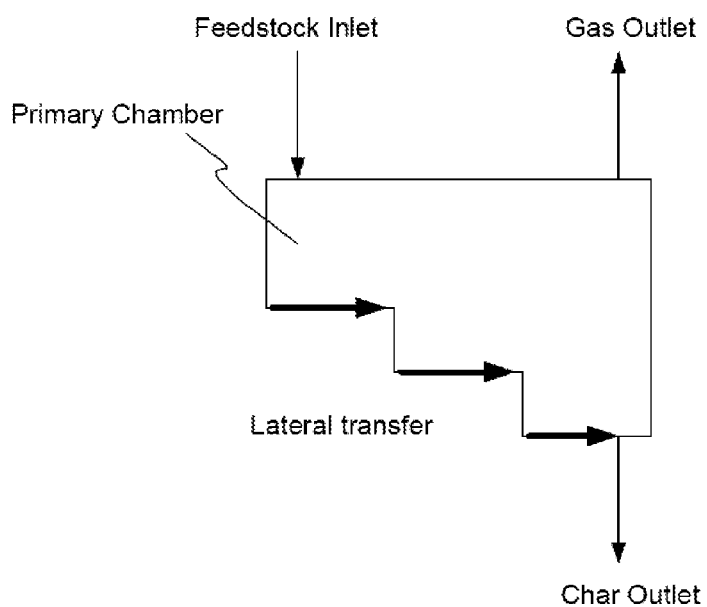 Feedstock Inlet
Gas Outlet
Primary Chamber
Lateral transfer
Char Outlet